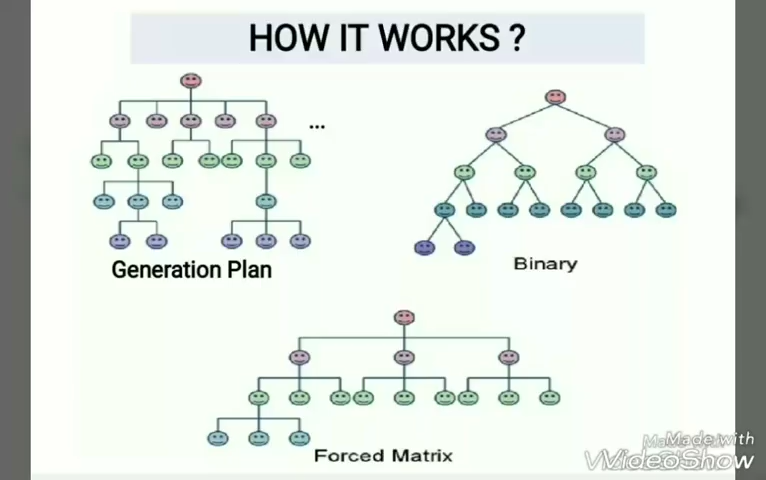 HOW IT WORKS ?
...
Generation Plan
Binary
Forced Matrix
Made with
VideoShow